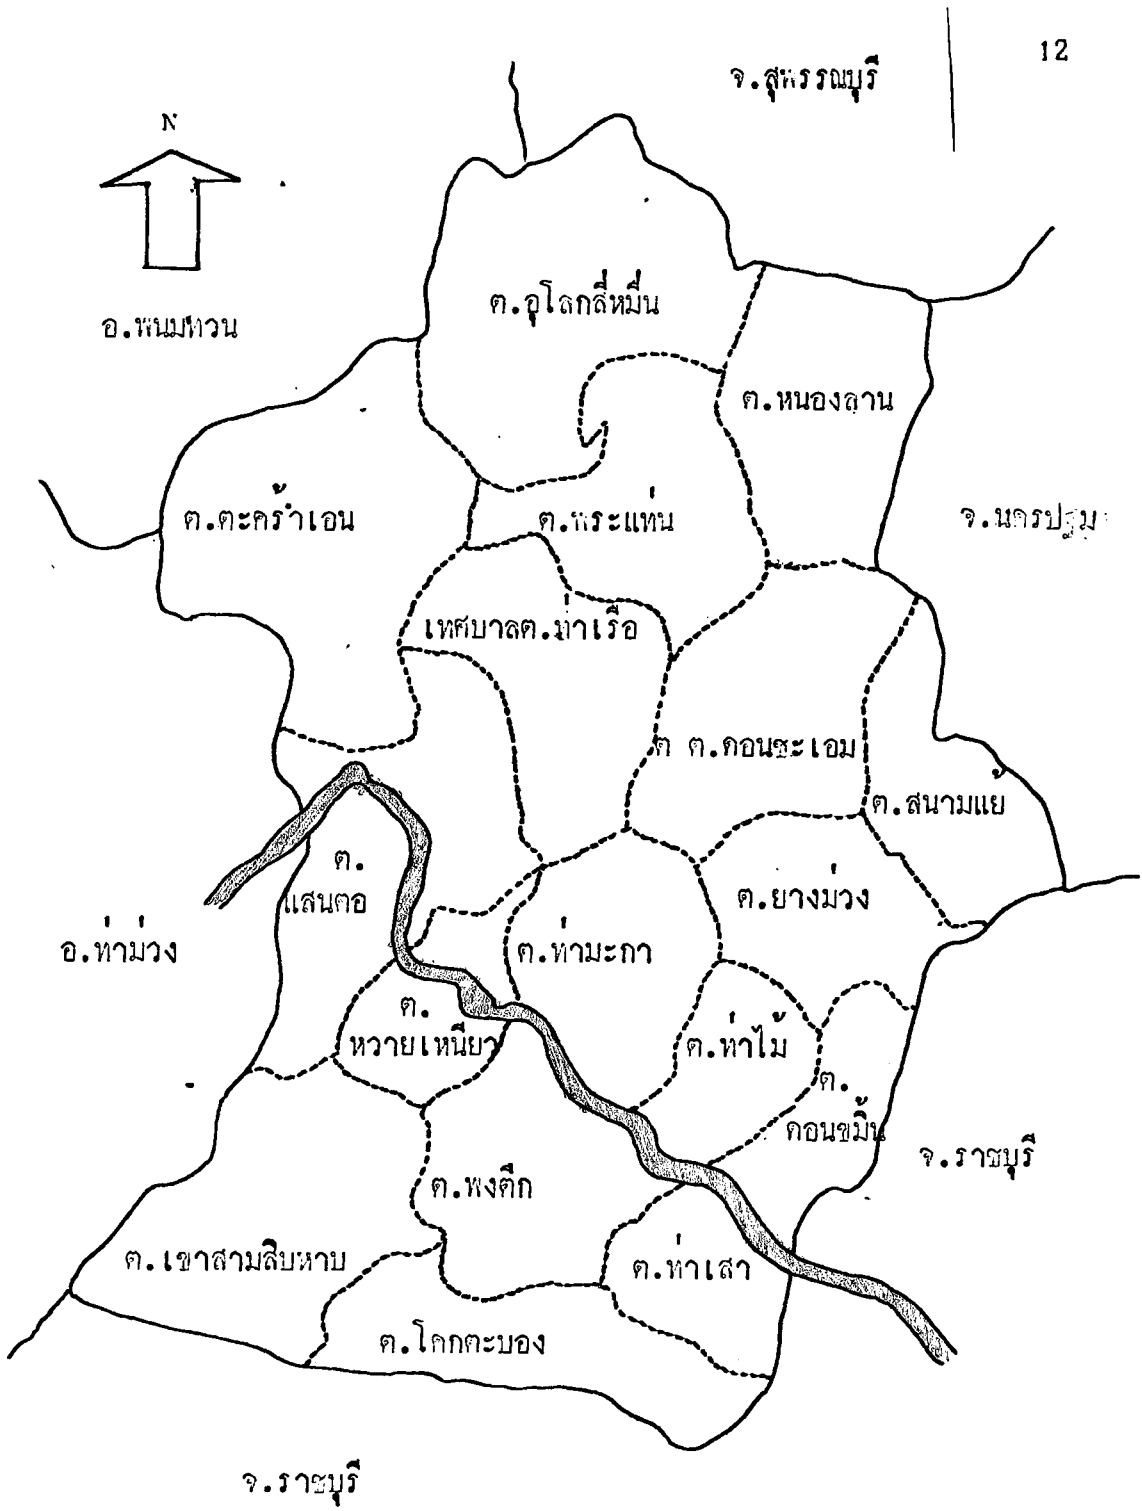 12
จ.สุพรรณบุรี
N
ต.อุโลกสี่หมื่น
อ.พนมทวน
ต.หนองลาน
ต.ตะคร้ำเอน
ต.พระแท่น
จ.นครปฐม
เทศบาลต.ท่าเรือ
ต ต.ดอนชะเอม
ต.สนามแย้
ต.
แสนตอ
ต.ยางม่วง
อ.ท่าม่วง
ต.ท่ามะกา
ต.
หวายเหนียว
ต.ท่าไม้
ต.
ดอนขมิ้น
จ.ราชบุรี
ต.พงตึก
ต.เขาสามสิบหาบ
ต.ท่าเสา
ต.โคกตะบอง
จ.ราชบุรี